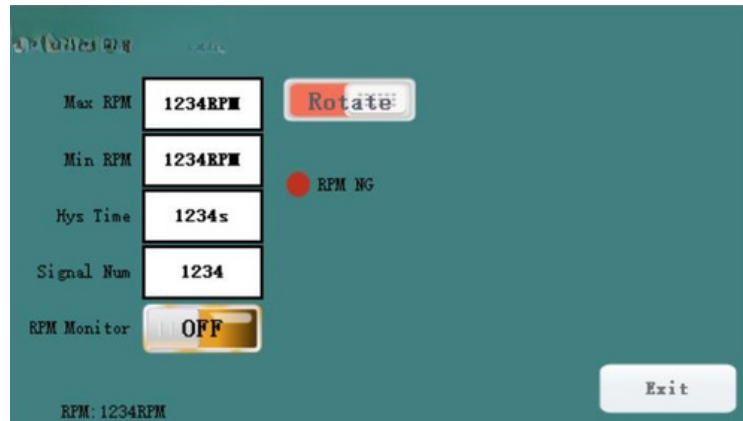 Max RPM 1234RPM Rotate
Min RPM 1234RPM
RPM NG
Hys Time 1234s
Signal Num 1234
RPM Monitor OFF
Exit
RPM: 1234RPM